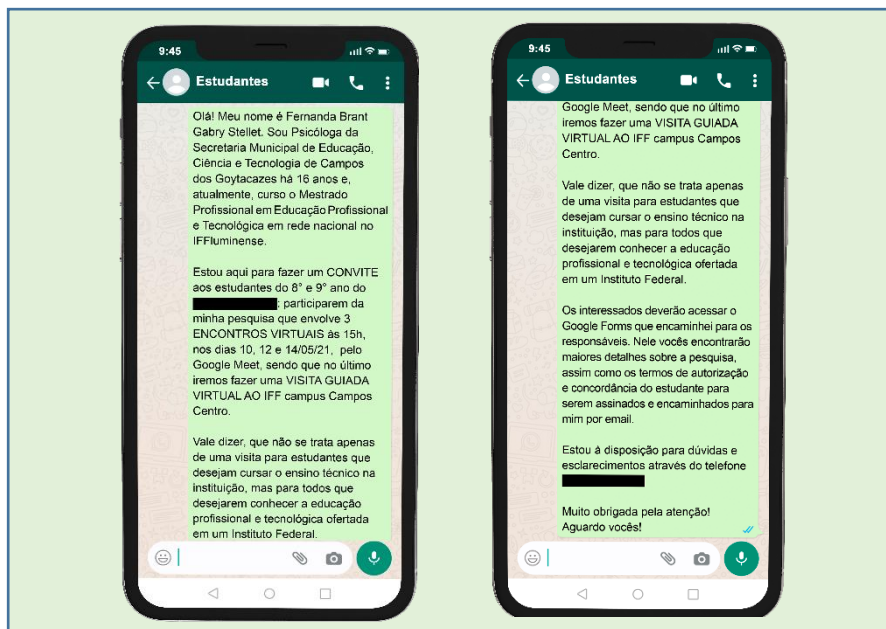 9:45
Estudantes
Olá! Meu nome é Fernanda Brant
Gabry Stellet. Sou Psicóloga da
Secretaria Municipal de Educação,
Ciência e Tecnologia de Campos
dos Goytacazes há 16 anos e,
atualmente, curso o Mestrado
Profissional em Educação Profissional
e Tecnológica em rede nacional no
IFFluminense.
Estou aqui para fazer um CONVITE
aos estudantes do 8° e 9° ano do
; participarem da
minha pesquisa que envolve 3
ENCONTROS VIRTUAIS às 15h,
nos dias 10, 12 e 14/05/21, pelo
Google Meet, sendo que no último
iremos fazer uma VISITA GUIADA
VIRTUAL AO IFF campus Campos
Centro.
Vale dizer, que não se trata apenas
de uma visita para estudantes que
desejam cursar o ensino técnico na
instituição, mas para todos que
desejarem conhecer a educação
profissional e tecnológica ofertada
em um Instituto Federal.
9:45
Estudantes
Google Meet, sendo que no último
iremos fazer uma VISITA GUIADA
VIRTUAL AO IFF campus Campos
Centro.
Vale dizer, que não se trata apenas
de uma visita para estudantes que
desejam cursar o ensino técnico na
instituição, mas para todos que
desejarem conhecer a educação
profissional e tecnológica ofertada
em um Instituto Federal.
Os interessados deverão acessar o
Google Forms que encaminhei para os
responsáveis. Nele vocês encontrarão
maiores detalhes sobre a pesquisa,
assim como os termos de autorização
e concordância do estudante para
serem assinados e encaminhados para
mim por email.
Estou à disposição para dúvidas e
esclarecimentos através do telefone
Muito obrigada pela atenção!
Aguardo vocês!